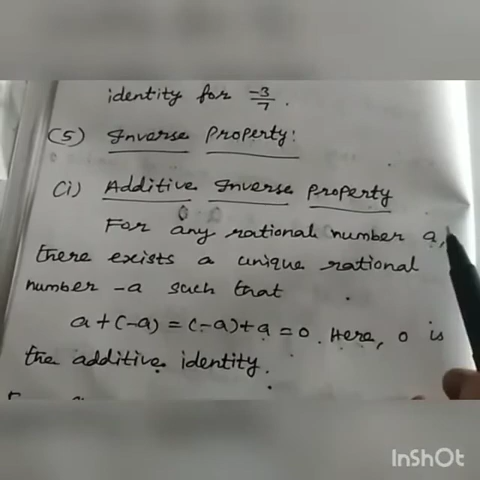 identity for -3/7.
(5) Inverse Property:
(i) Additive Inverse Property
For any rational number a,
there exists a unique rational
number -a such that
a + (-a) = (-a) + a = 0. Here, 0 is
the additive identity.
InShOt